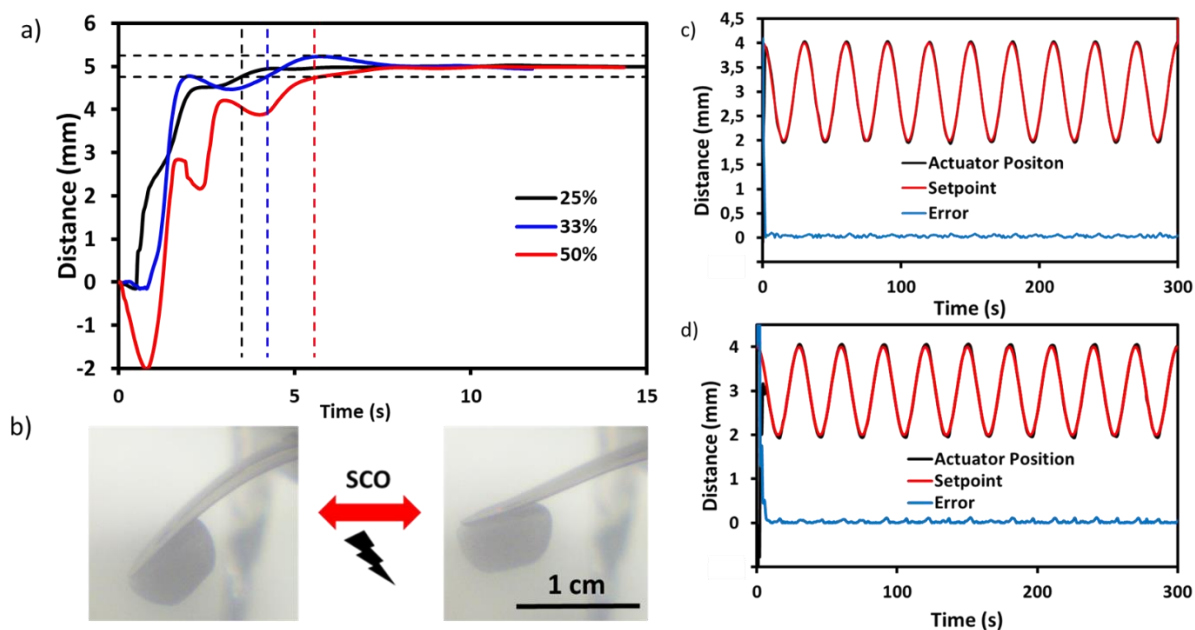 a)
Distance (mm)
6
5
4
3
2
1
0
-1
-2
0
5
10
15
Time (s)
25%
33%
50%
b)
SCO
1 cm
c)
Distance (mm)
4,5
4
3,5
3
2,5
2
1,5
1
0,5
0
Actuator Positon
Setpoint
Error
0
100
200
300
Time (s)
d)
Distance (mm)
4
3
2
1
0
Actuator Position
Setpoint
Error
0
100
200
300
Time (s)